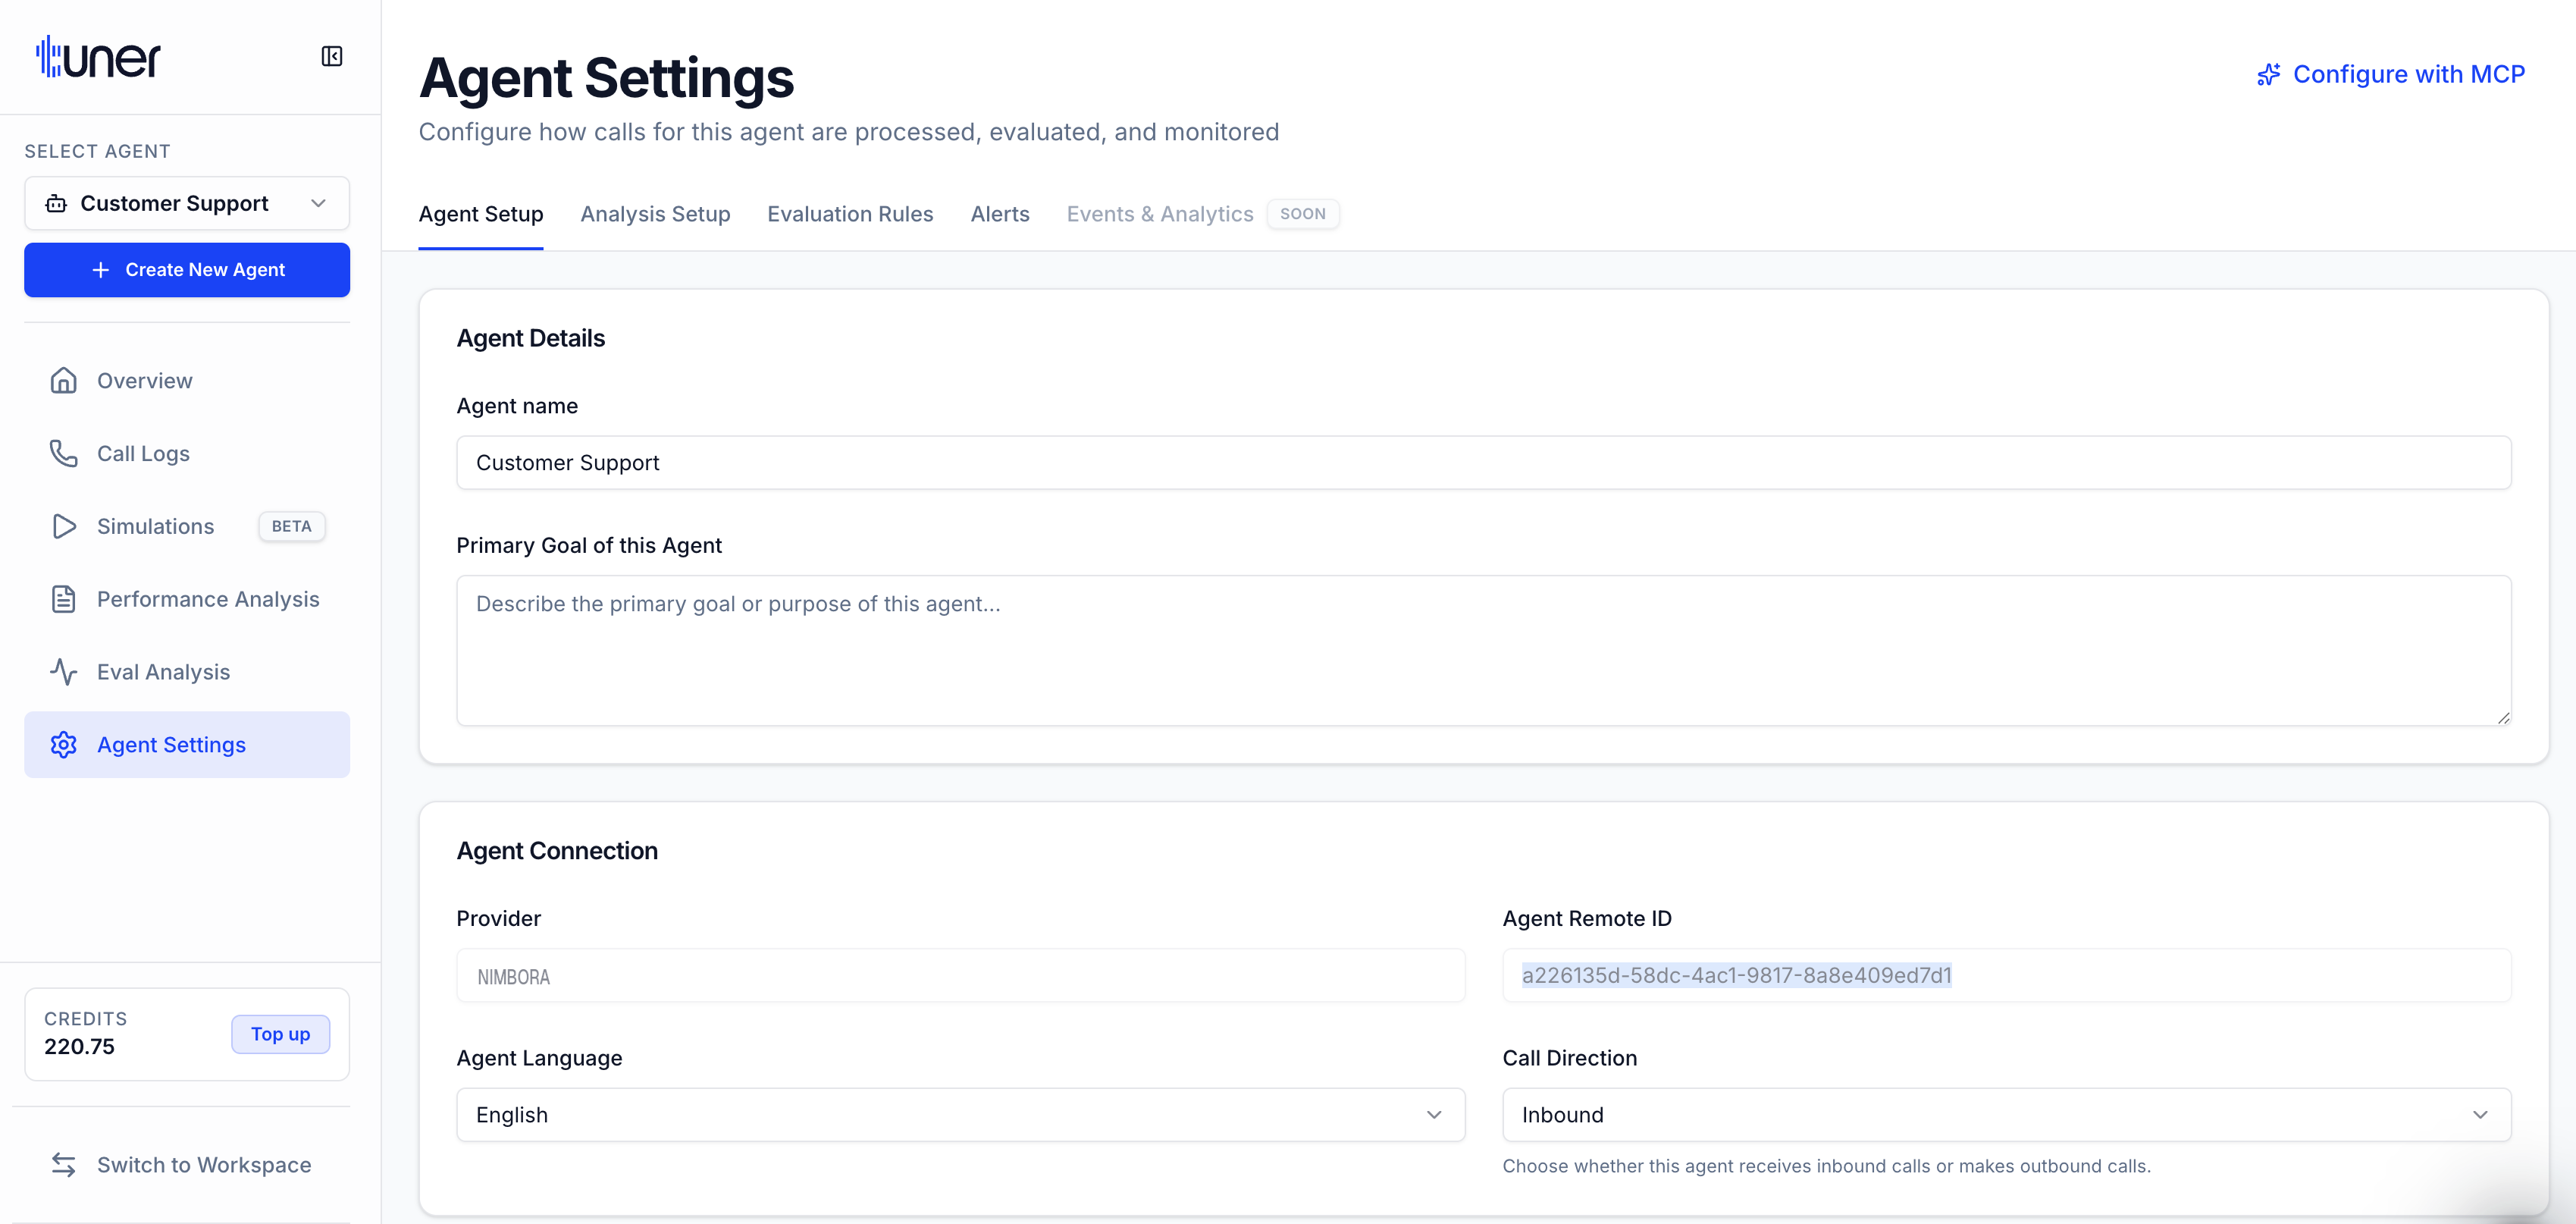 tuner
SELECT AGENT
Customer Support
Create New Agent
Overview
Call Logs
Simulations BETA
Performance Analysis
Eval Analysis
Agent Settings
CREDITS
220.75
Top up
Switch to Workspace
Agent Settings
Configure with MCP
Configure how calls for this agent are processed, evaluated, and monitored
Agent Setup Analysis Setup Evaluation Rules Alerts Events & Analytics SOON
Agent Details
Agent name
Customer Support
Primary Goal of this Agent
Describe the primary goal or purpose of this agent...
Agent Connection
Provider
NIMBORA
Agent Remote ID
a226135d-58dc-4ac1-9817-8a8e409ed7d1
Agent Language
English
Call Direction
Inbound
Choose whether this agent receives inbound calls or makes outbound calls.